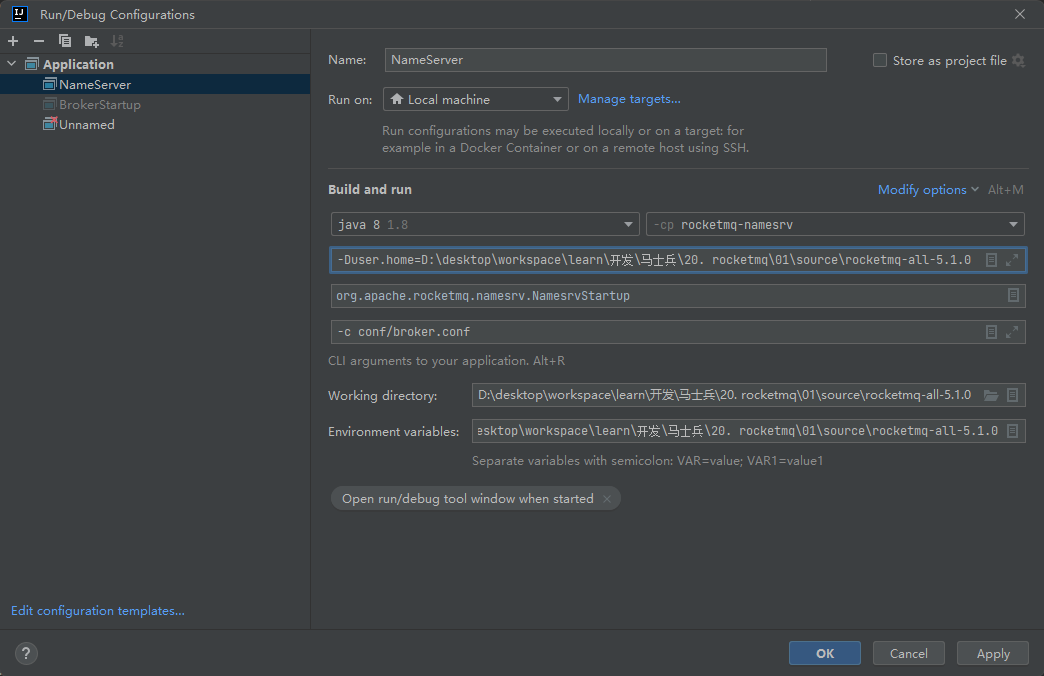 Run/Debug Configurations
Application
NameServer
BrokerStartup
Unnamed
Edit configuration templates...
Name: NameServer Store as project file
Run on: Local machine Manage targets...
Run configurations may be executed locally or on a target: for
example in a Docker Container or on a remote host using SSH.
Build and run Modify options Alt+M
java 8 1.8 -cp rocketmq-namesrv
-Duser.home=D:\desktop\workspace\learn\开发\马士兵\20. rocketmq\01\source\rocketmq-all-5.1.0
org.apache.rocketmq.namesrv.NamesrvStartup
-c conf/broker.conf
CLI arguments to your application. Alt+R
Working directory: D:\desktop\workspace\learn\开发\马士兵\20. rocketmq\01\source\rocketmq-all-5.1.0
Environment variables: esktop\workspace\learn\开发\马士兵\20. rocketmq\01\source\rocketmq-all-5.1.0
Separate variables with semicolon: VAR=value; VAR1=value1
Open run/debug tool window when started ×
? OK Cancel Apply